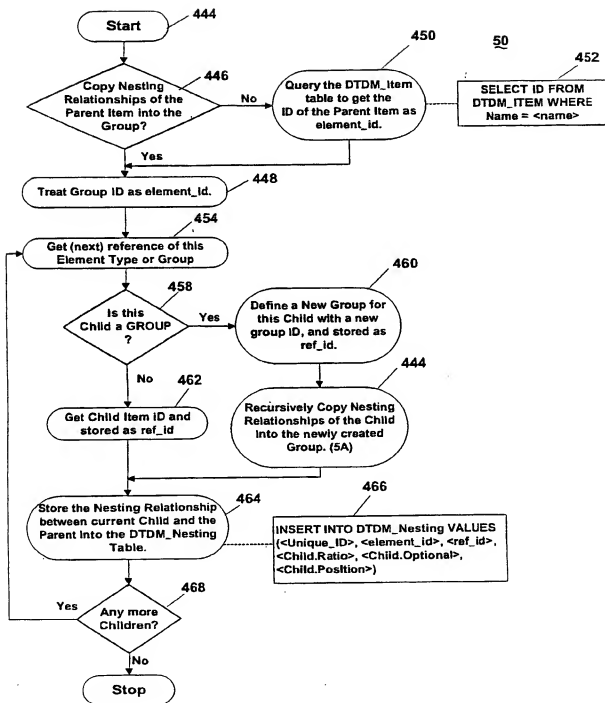 Start
444
50
Copy Nesting
Relationships of the
Parent Item into the
Group?
446
No
Yes
Query the DTDM_Item
table to get the
ID of the Parent Item as
element_id.
450
452
SELECT ID FROM
DTDM_ITEM WHERE
Name = <name>
Treat Group ID as element_id.
448
454
Get (next) reference of this
Element Type or Group
458
Is this
Child a GROUP
?
Yes
No
460
Define a New Group for
this Child with a new
group ID, and stored as
ref_id.
462
Get Child Item ID and
stored as ref_id
444
Recursively Copy Nesting
Relationships of the Child
into the newly created
Group. (5A)
464
Store the Nesting Relationship
between current Child and the
Parent into the DTDM_Nesting
Table.
466
INSERT INTO DTDM_Nesting VALUES
(<Unique_ID>, <element_id>, <ref_id>,
<Child.Ratio>, <Child.Optional>,
<Child.Position>)
468
Yes
Any more
Children?
No
Stop